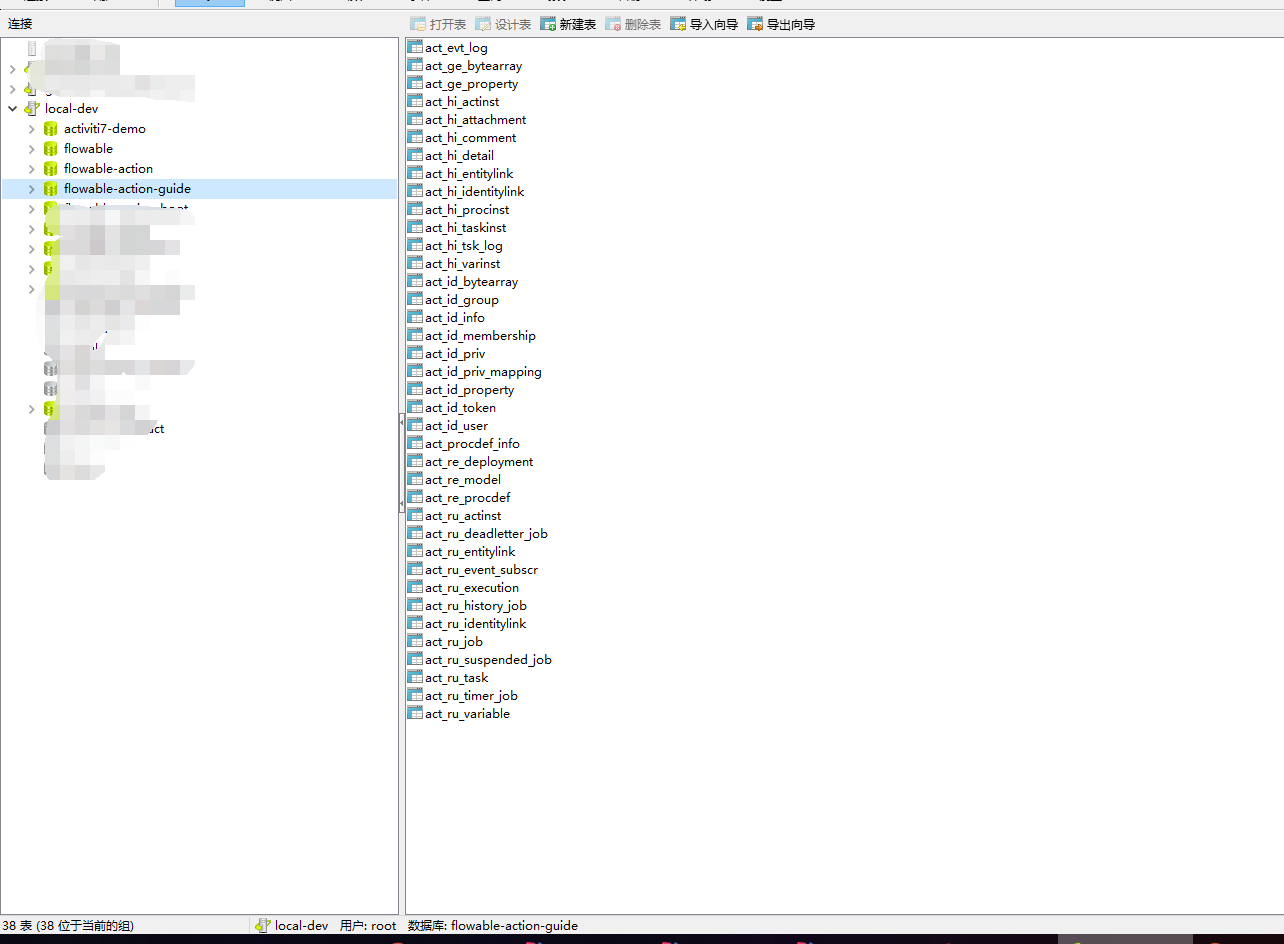 连接
打开表 设计表 新建表 删除表 导入向导 导出向导
local-dev
activiti7-demo
flowable
flowable-action
flowable-action-guide
act_evt_log
act_ge_bytearray
act_ge_property
act_hi_actinst
act_hi_attachment
act_hi_comment
act_hi_detail
act_hi_entitylink
act_hi_identitylink
act_hi_procinst
act_hi_taskinst
act_hi_tsk_log
act_hi_varinst
act_id_bytearray
act_id_group
act_id_info
act_id_membership
act_id_priv
act_id_priv_mapping
act_id_property
act_id_token
act_id_user
act_procdef_info
act_re_deployment
act_re_model
act_re_procdef
act_ru_actinst
act_ru_deadletter_job
act_ru_entitylink
act_ru_event_subscr
act_ru_execution
act_ru_history_job
act_ru_identitylink
act_ru_job
act_ru_suspended_job
act_ru_task
act_ru_timer_job
act_ru_variable
38 表 (38 位于当前的组) local-dev 用户: root 数据库: flowable-action-guide